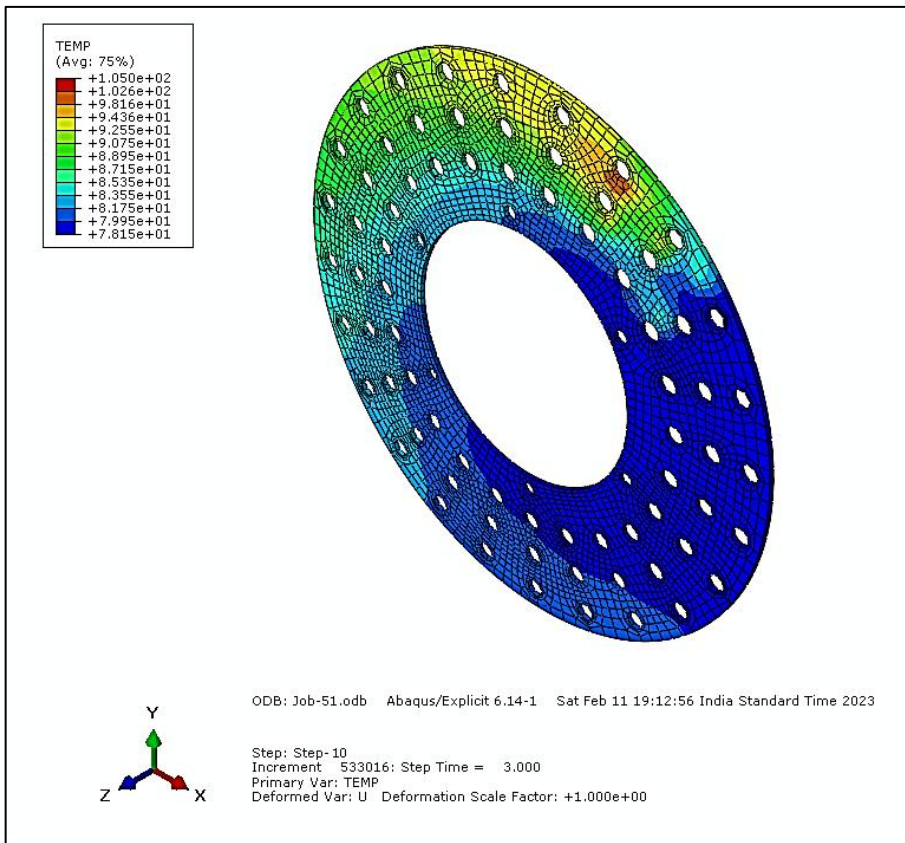 TEMP
(Avg: 75%)
+1.050e+02
+1.026e+02
+9.816e+01
+9.436e+01
+9.255e+01
+9.075e+01
+8.895e+01
+8.715e+01
+8.535e+01
+8.355e+01
+8.175e+01
+7.995e+01
+7.815e+01
ODB: Job-51.odb Abaqus/Explicit 6.14-1 Sat Feb 11 19:12:56 India Standard Time 2023
Y
Z
X
Step: Step-10
Increment 533016: Step Time = 3.000
Primary Var: TEMP
Deformed Var: U Deformation Scale Factor: +1.000e+00